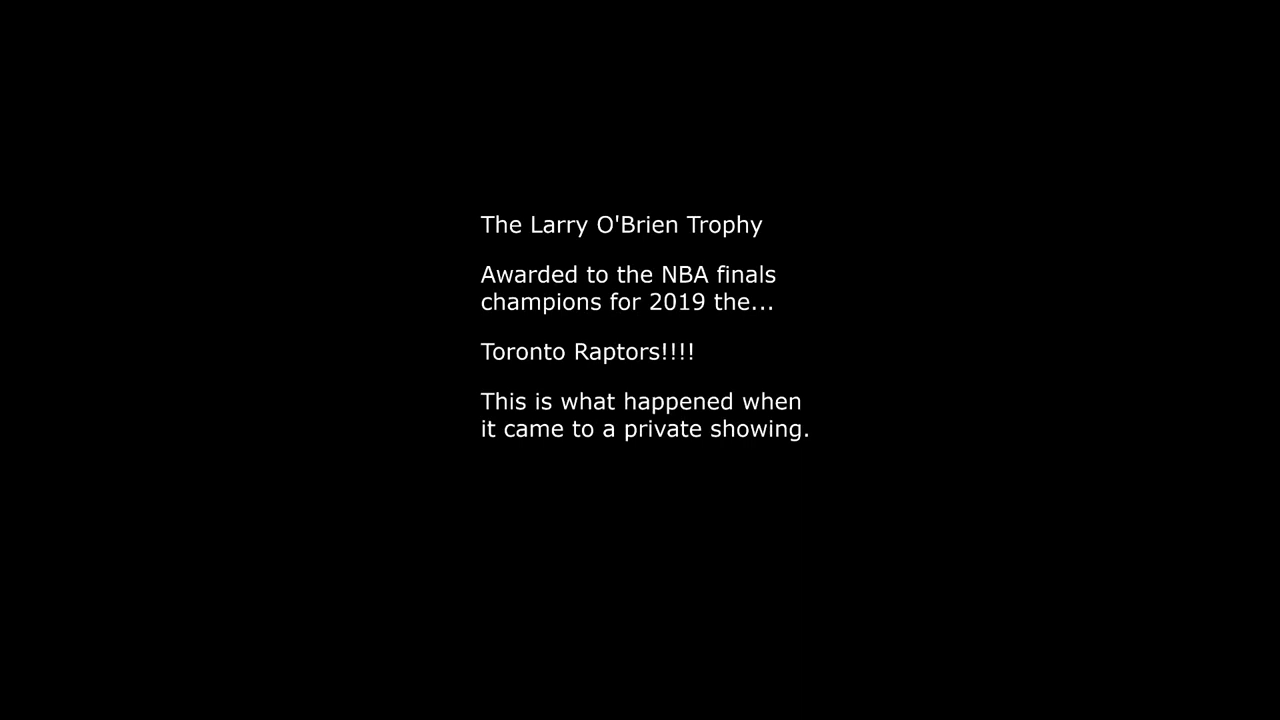 The Larry O'Brien Trophy
Awarded to the NBA finals
champions for 2019 the...
Toronto Raptors!!!!
This is what happened when
it came to a private showing.